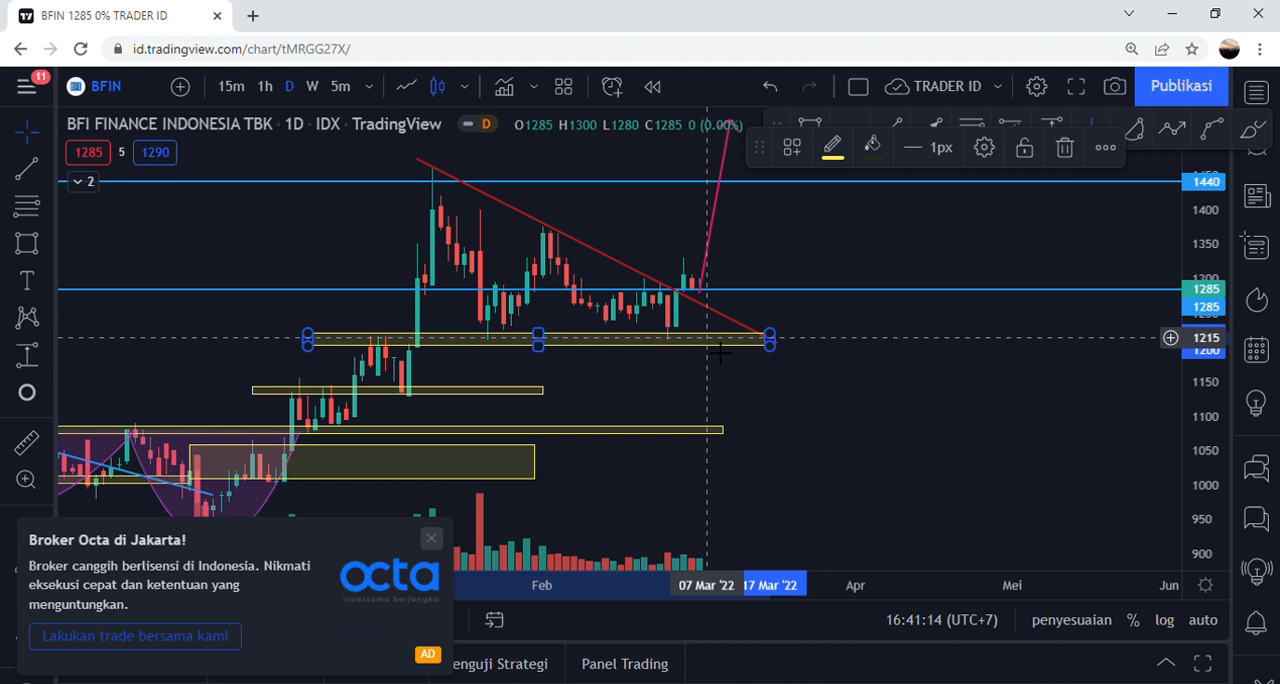 BFIN 1285 0% TRADER ID
id.tradingview.com/chart/tMRGG27X/
11
BFIN
15m 1h D W 5m
TRADER ID
Publikasi
BFI FINANCE INDONESIA TBK · 1D · IDX · TradingView
D
O1285 H1300 L1280 C1285 0 (0.00%)
1285 5 1290
2
1px
1440
1400
1350
1300
1285
1285
1215
1200
1150
1100
1050
1000
950
900
Feb
07 Mar '22
17 Mar '22
Apr
Mei
Jun
Broker Octa di Jakarta!
Broker canggih berlisensi di Indonesia. Nikmati
eksekusi cepat dan ketentuan yang
menguntungkan.
octa
investama berjangka
Lakukan trade bersama kami
AD
16:41:14 (UTC+7)
penyesuaian % log auto
enguji Strategi
Panel Trading